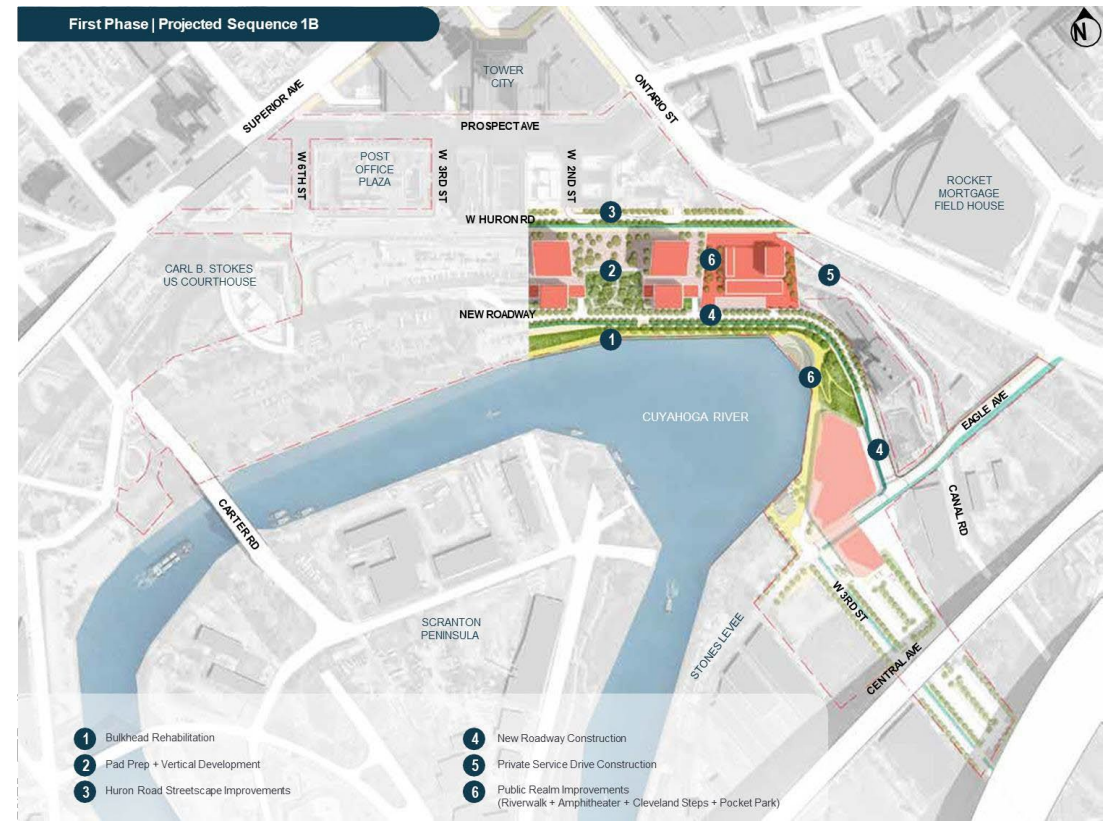 First Phase | Projected Sequence 1B
N
TOWER
CITY
SUPERIOR AVE
ONTARIO ST
PROSPECT AVE
W 6TH ST
POST
OFFICE
PLAZA
W 3RD ST
W 2ND ST
ROCKET
MORTGAGE
FIELD HOUSE
3
W HURON RD
6
CARL B. STOKES
US COURTHOUSE
2
5
NEW ROADWAY
4
1
6
CUYAHOGA RIVER
EAGLE AVE
4
CANAL RD
CARTER RD
W 3RD ST
SCRANTON
PENINSULA
STONES LEVEE
CENTRAL AVE
1 Bulkhead Rehabilitation
2 Pad Prep + Vertical Development
3 Huron Road Streetscape Improvements
4 New Roadway Construction
5 Private Service Drive Construction
6 Public Realm Improvements
(Riverwalk + Amphitheater + Cleveland Steps + Pocket Park)